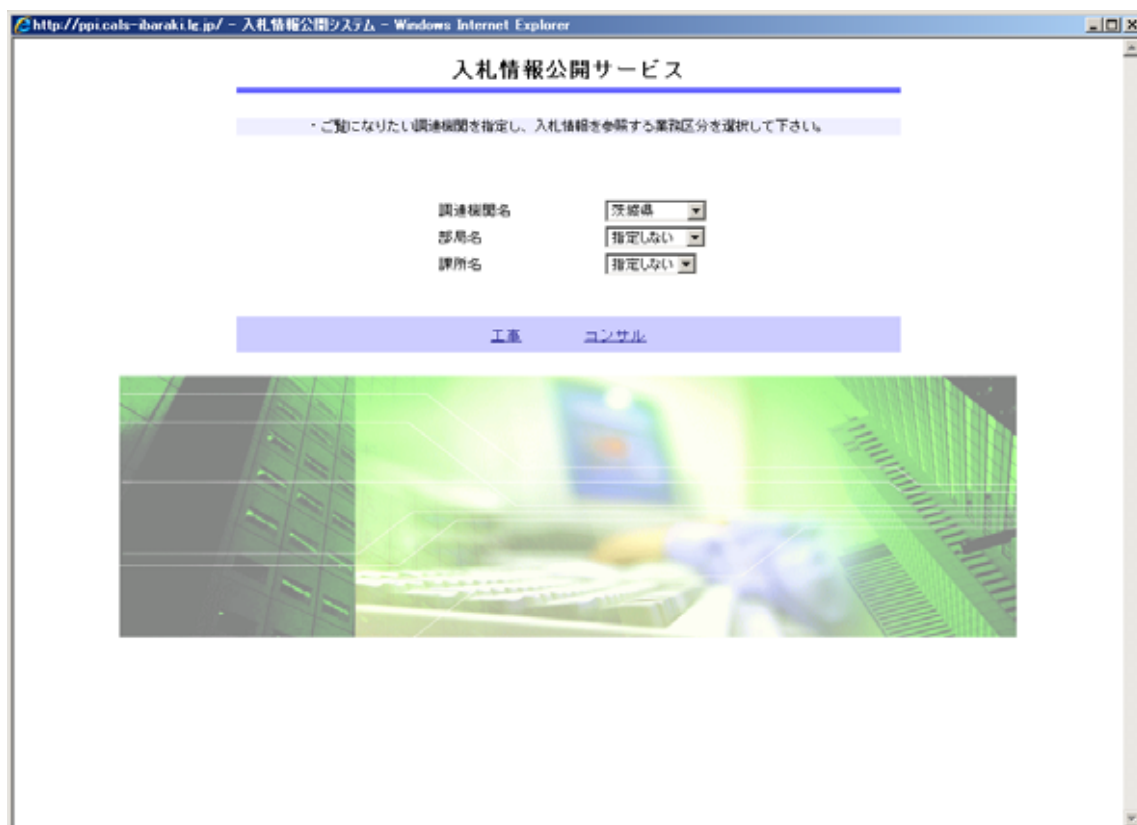 http://ppi.cals-ibaraki.lg.jp/ - 入札情報公開システム - Windows Internet Explorer
入札情報公開サービス
・ご覧になりたい調達機関を指定し、入札情報を参照する業務区分を選択して下さい。
調達機関名 茨城県
部局名 指定しない
課所名 指定しない
工事 コンサル